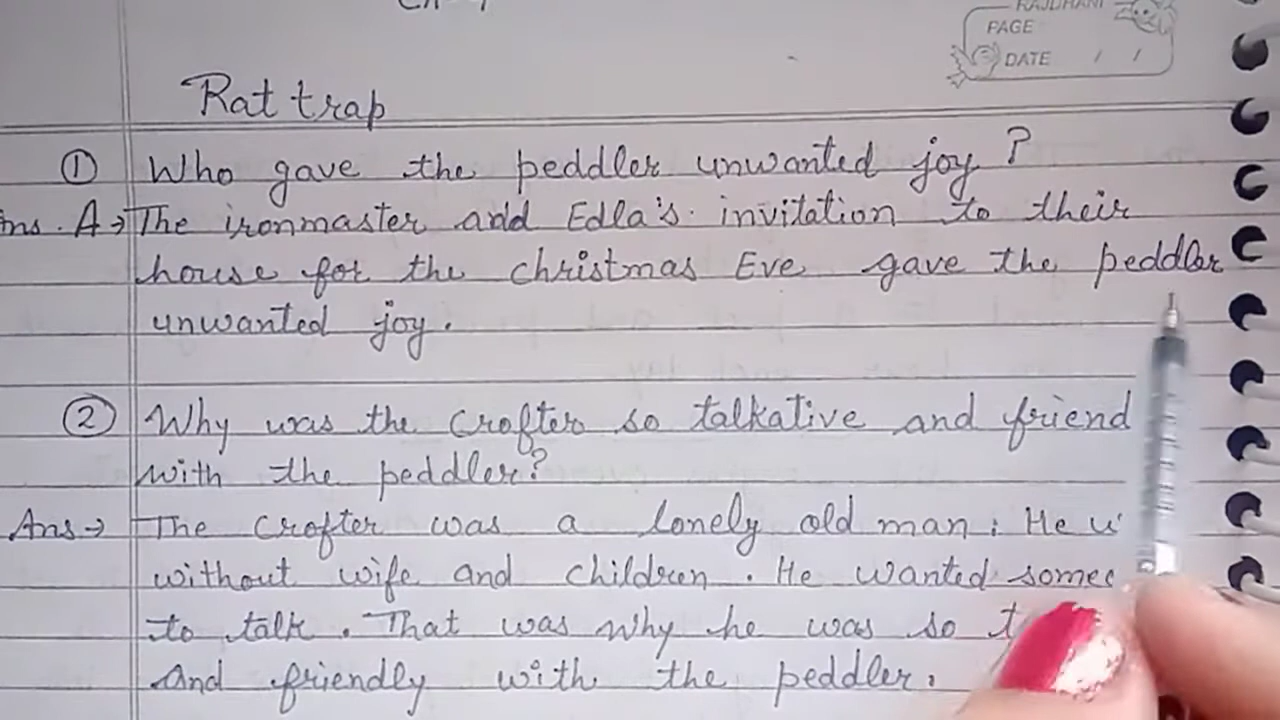 RAJDHANI
PAGE
DATE / /
Rat trap
① Who gave the peddler unwanted joy?
Ans. A→ The ironmaster and Edla's invitation to their
house for the christmas Eve gave the peddler
unwanted joy.
② Why was the Crofter so talkative and friend
with the peddler?
Ans → The Crofter was a lonely old man. He
without wife and children. He wanted
to talk. That was why he was so
and friendly with the peddler.